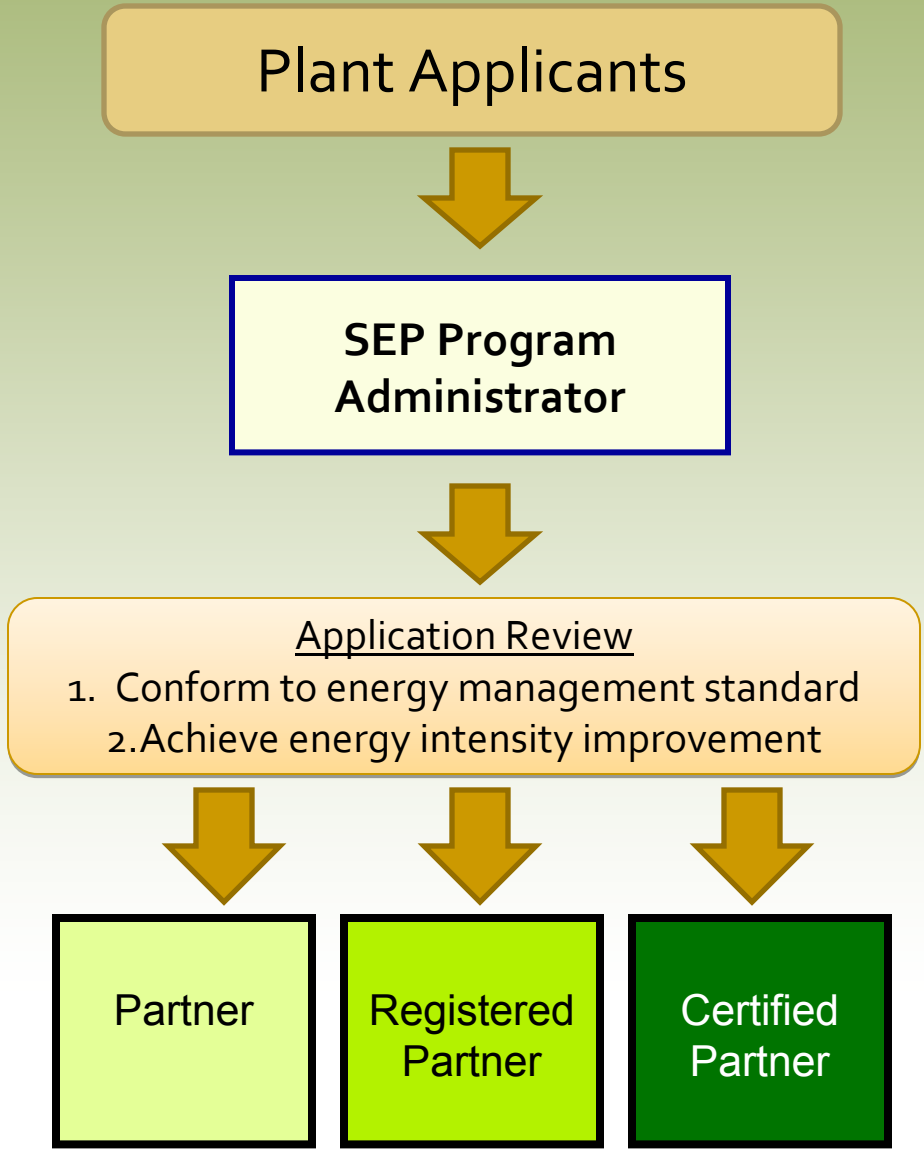 Plant Applicants
SEP Program
Administrator
Application Review
1. Conform to energy management standard
2.Achieve energy intensity improvement
Partner
Registered
Partner
Certified
Partner